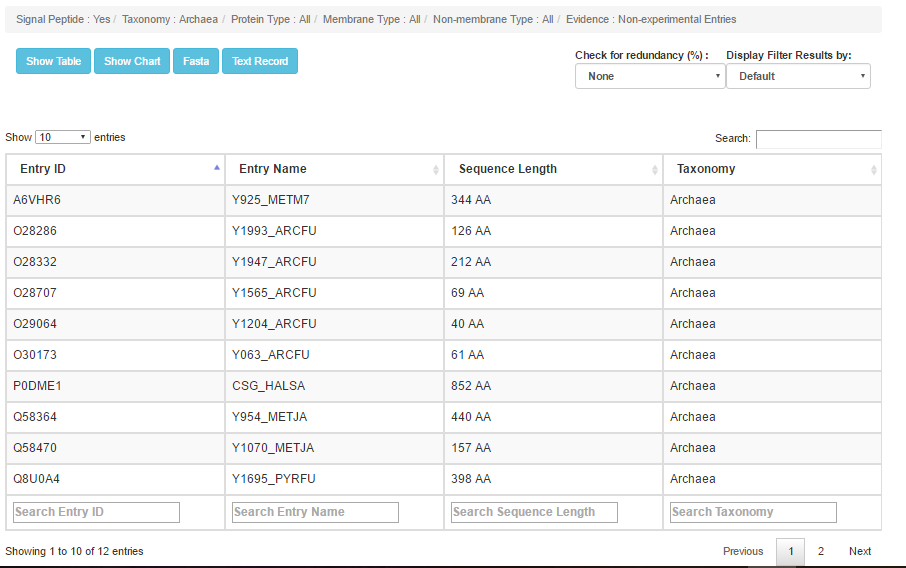 Signal Peptide : Yes / Taxonomy : Archaea / Protein Type : All / Membrane Type : All / Non-membrane Type : All / Evidence : Non-experimental Entries
Check for redundancy (%) : Display Filter Results by:
Show Table Show Chart Fasta Text Record
None Default
Show 10 entries Search:
Entry ID Entry Name Sequence Length Taxonomy
A6VHR6 Y925_METM7 344 AA Archaea
O28286 Y1993_ARCFU 126 AA Archaea
O28332 Y1947_ARCFU 212 AA Archaea
O28707 Y1565_ARCFU 69 AA Archaea
O29064 Y1204_ARCFU 40 AA Archaea
O30173 Y063_ARCFU 61 AA Archaea
P0DME1 CSG_HALSA 852 AA Archaea
Q58364 Y954_METJA 440 AA Archaea
Q58470 Y1070_METJA 157 AA Archaea
Q8U0A4 Y1695_PYRFU 398 AA Archaea
Search Entry ID Search Entry Name Search Sequence Length Search Taxonomy
Showing 1 to 10 of 12 entries Previous 1 2 Next